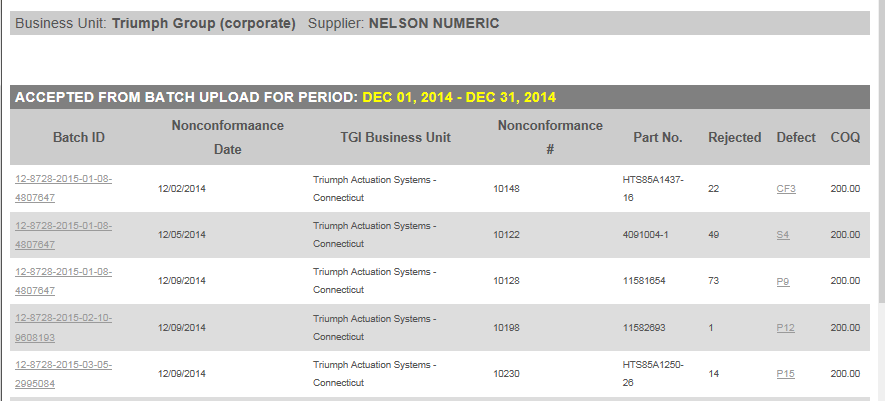 Business Unit: Triumph Group (corporate) Supplier: NELSON NUMERIC
ACCEPTED FROM BATCH UPLOAD FOR PERIOD: DEC 01, 2014 - DEC 31, 2014
Batch ID Nonconformaance Date TGI Business Unit Nonconformance # Part No. Rejected Defect COQ
12-8728-2015-01-08-4807647 12/02/2014 Triumph Actuation Systems - Connecticut 10148 HTS85A1437-16 22 CF3 200.00
12-8728-2015-01-08-4807647 12/05/2014 Triumph Actuation Systems - Connecticut 10122 4091004-1 49 S4 200.00
12-8728-2015-01-08-4807647 12/09/2014 Triumph Actuation Systems - Connecticut 10128 11581654 73 P9 200.00
12-8728-2015-02-10-9608193 12/09/2014 Triumph Actuation Systems - Connecticut 10198 11582693 1 P12 200.00
12-8728-2015-03-05-2995084 12/09/2014 Triumph Actuation Systems - Connecticut 10230 HTS85A1250-26 14 P15 200.00